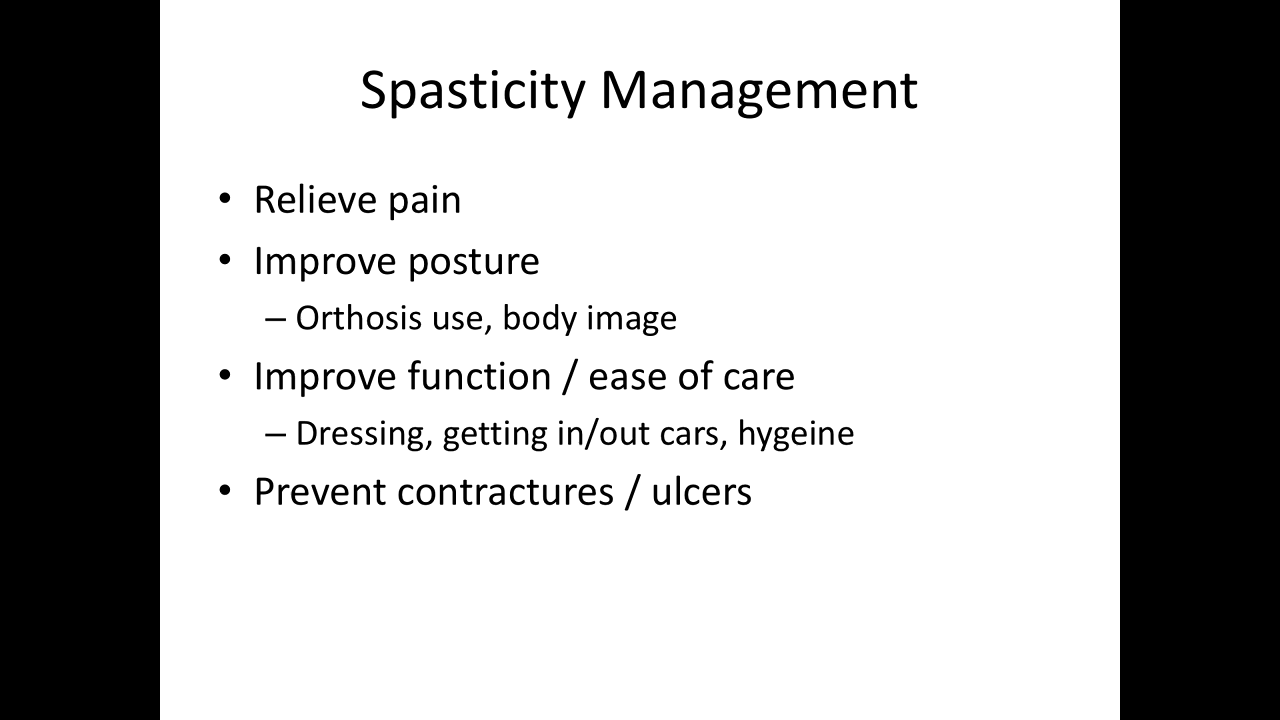 Spasticity Management
• Relieve pain
• Improve posture
– Orthosis use, body image
• Improve function / ease of care
– Dressing, getting in/out cars, hygeine
• Prevent contractures / ulcers